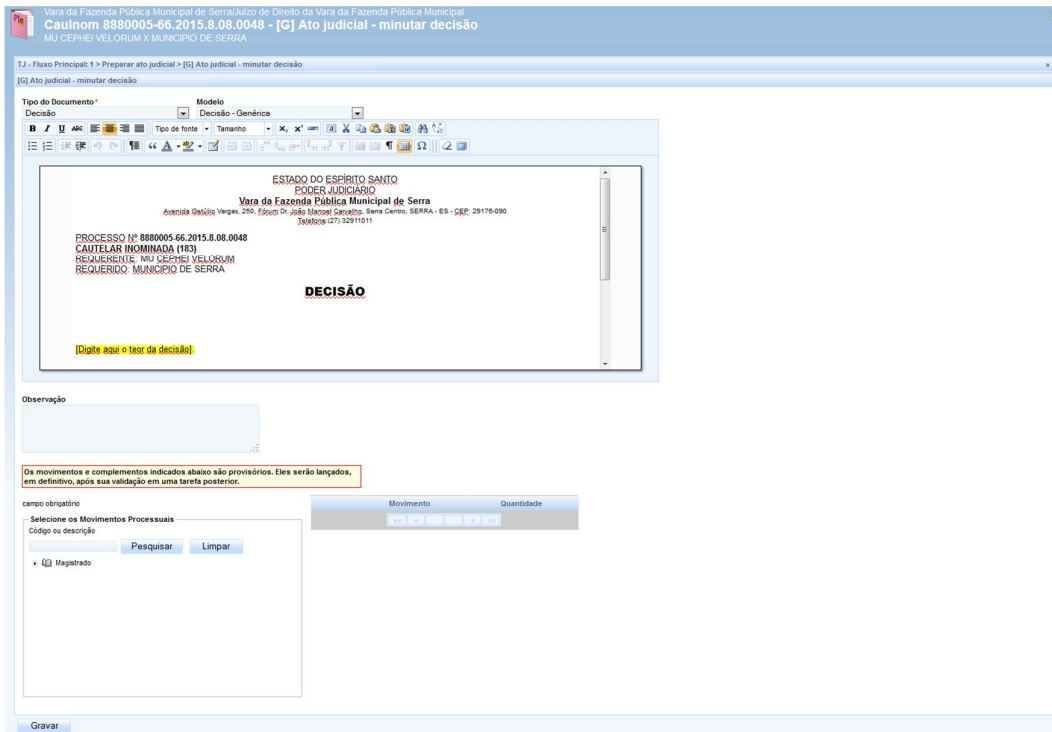 Vara da Fazenda Pública Municipal de Serra/Juízo de Direito da Vara da Fazenda Pública Municipal
CauInom 8880005-66.2015.8.08.0048 - [G] Ato judicial - minutar decisão
MU CEPHEI VELORUM X MUNICIPIO DE SERRA
TJ - Fluxo Principal: 1 > Preparar ato judicial > [G] Ato judicial - minutar decisão
[G] Ato judicial - minutar decisão
Tipo do Documento* Modelo
Decisão Decisão - Genérica
B I U ABC Tipo de fonte Tamanho
ESTADO DO ESPÍRITO SANTO
PODER JUDICIÁRIO
Vara da Fazenda Pública Municipal de Serra
Avenida Getúlio Vargas, 250, Fórum Dr. João Manoel Carvalho, Serra Centro, SERRA - ES - CEP: 29176-090
Telefone:(27) 32911011
PROCESSO Nº 8880005-66.2015.8.08.0048
CAUTELAR INOMINADA (183)
REQUERENTE: MU CEPHEI VELORUM
REQUERIDO: MUNICIPIO DE SERRA
DECISÃO
[Digite aqui o teor da decisão].
Observação
Os movimentos e complementos indicados abaixo são provisórios. Eles serão lançados,
em definitivo, após sua validação em uma tarefa posterior.
campo obrigatório
Movimento Quantidade
Selecione os Movimentos Processuais
Código ou descrição
Pesquisar Limpar
Magistrado
Gravar